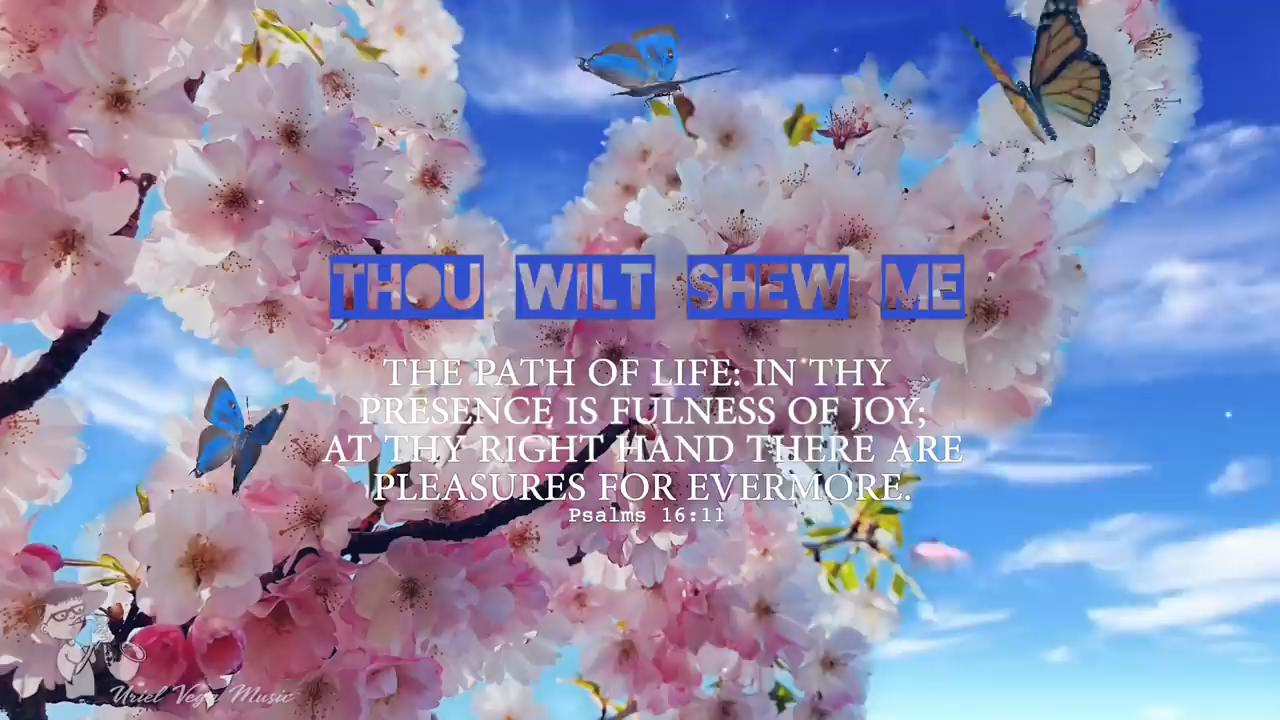 THOU WILT SHEW ME
THE PATH OF LIFE: IN THY
PRESENCE IS FULNESS OF JOY;
AT THY RIGHT HAND THERE ARE
PLEASURES FOR EVERMORE.
Psalms 16:11
Uriel Vega Music